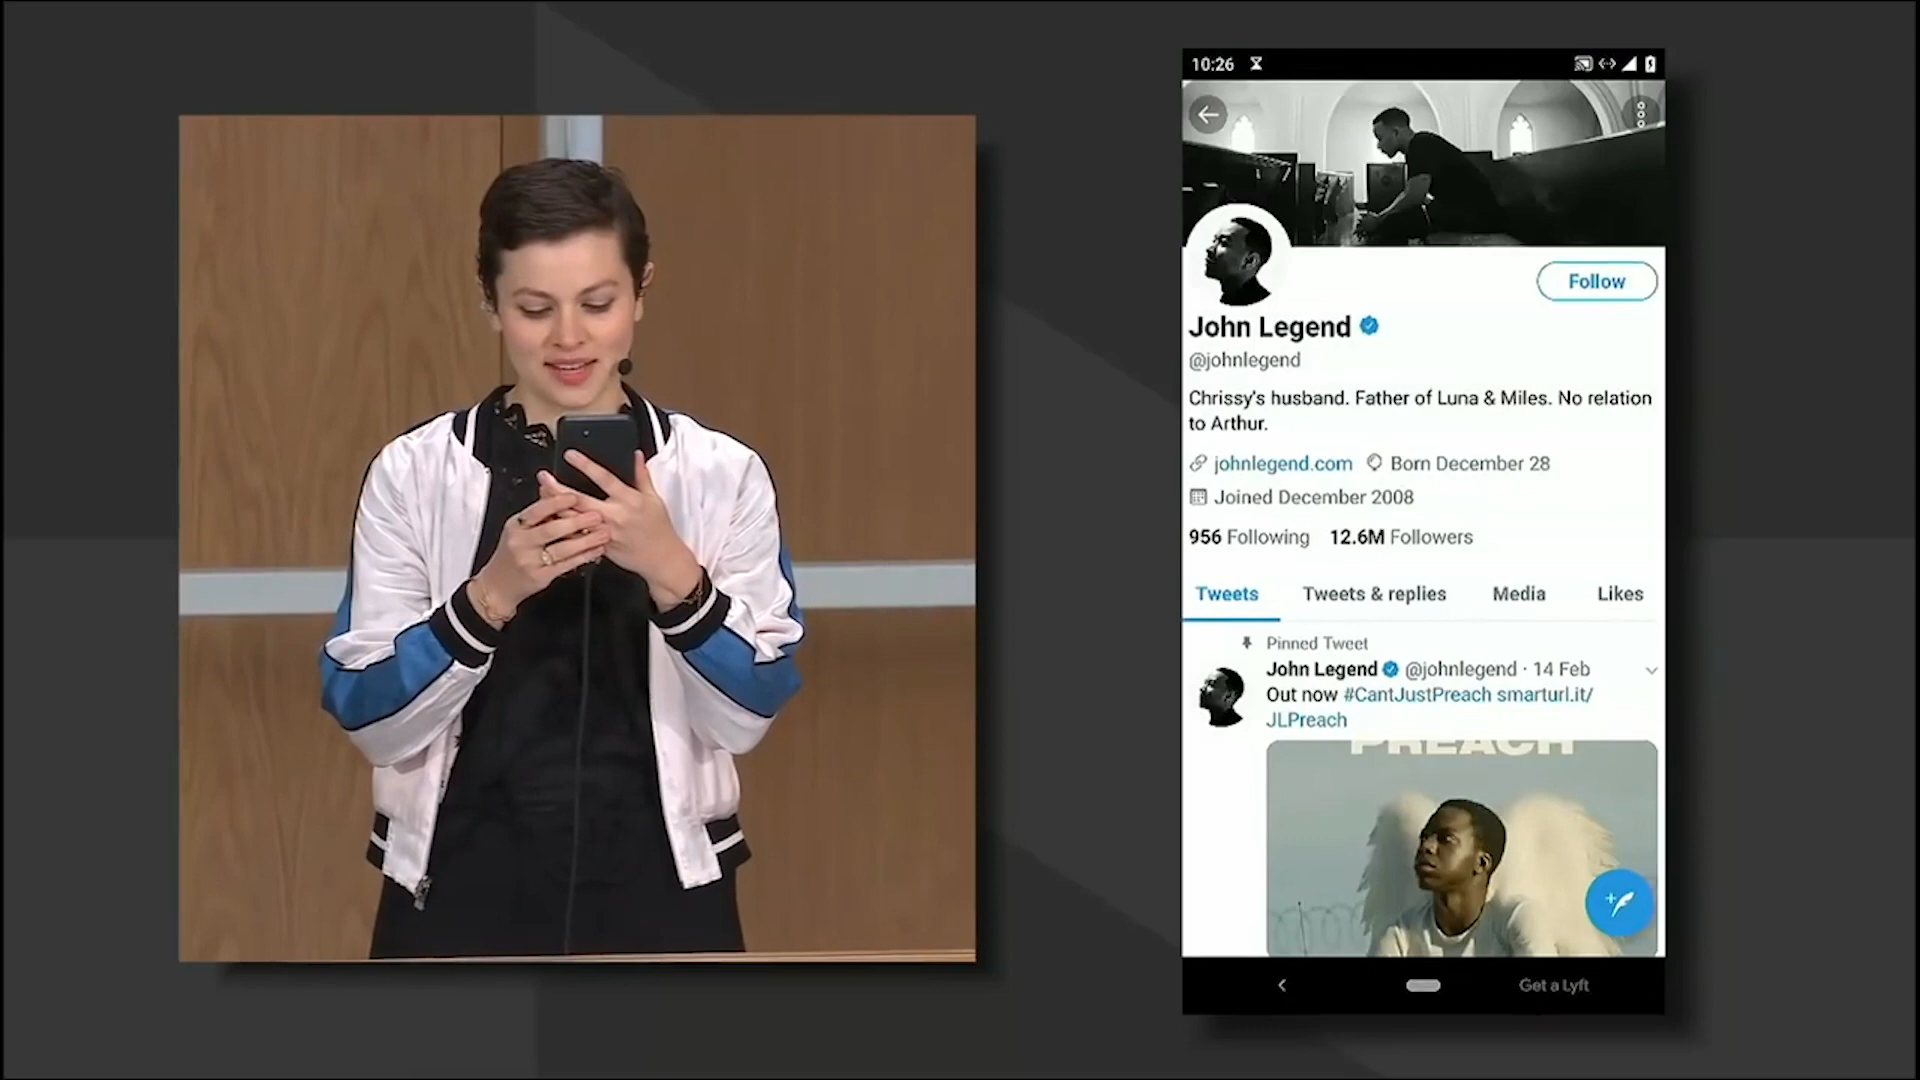 10:26
Follow
John Legend
@johnlegend
Chrissy's husband. Father of Luna & Miles. No relation
to Arthur.
johnlegend.com Born December 28
Joined December 2008
956 Following 12.6M Followers
Tweets Tweets & replies Media Likes
Pinned Tweet
John Legend @johnlegend · 14 Feb
Out now #CantJustPreach smarturl.it/
JLPreach
PREACH
Get a Lyft